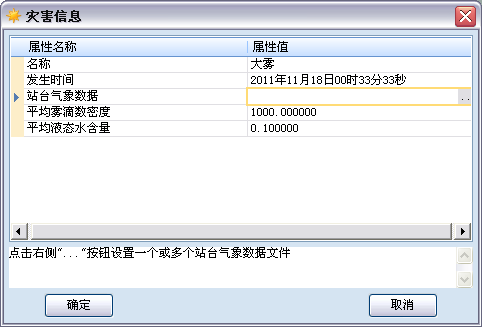 灾害信息
属性名称 属性值
名称 大雾
发生时间 2011年11月18日00时33分33秒
站台气象数据 ..
平均雾滴数密度 1000.000000
平均液态水含量 0.100000
点击右侧"..."按钮设置一个或多个站台气象数据文件
确定 取消